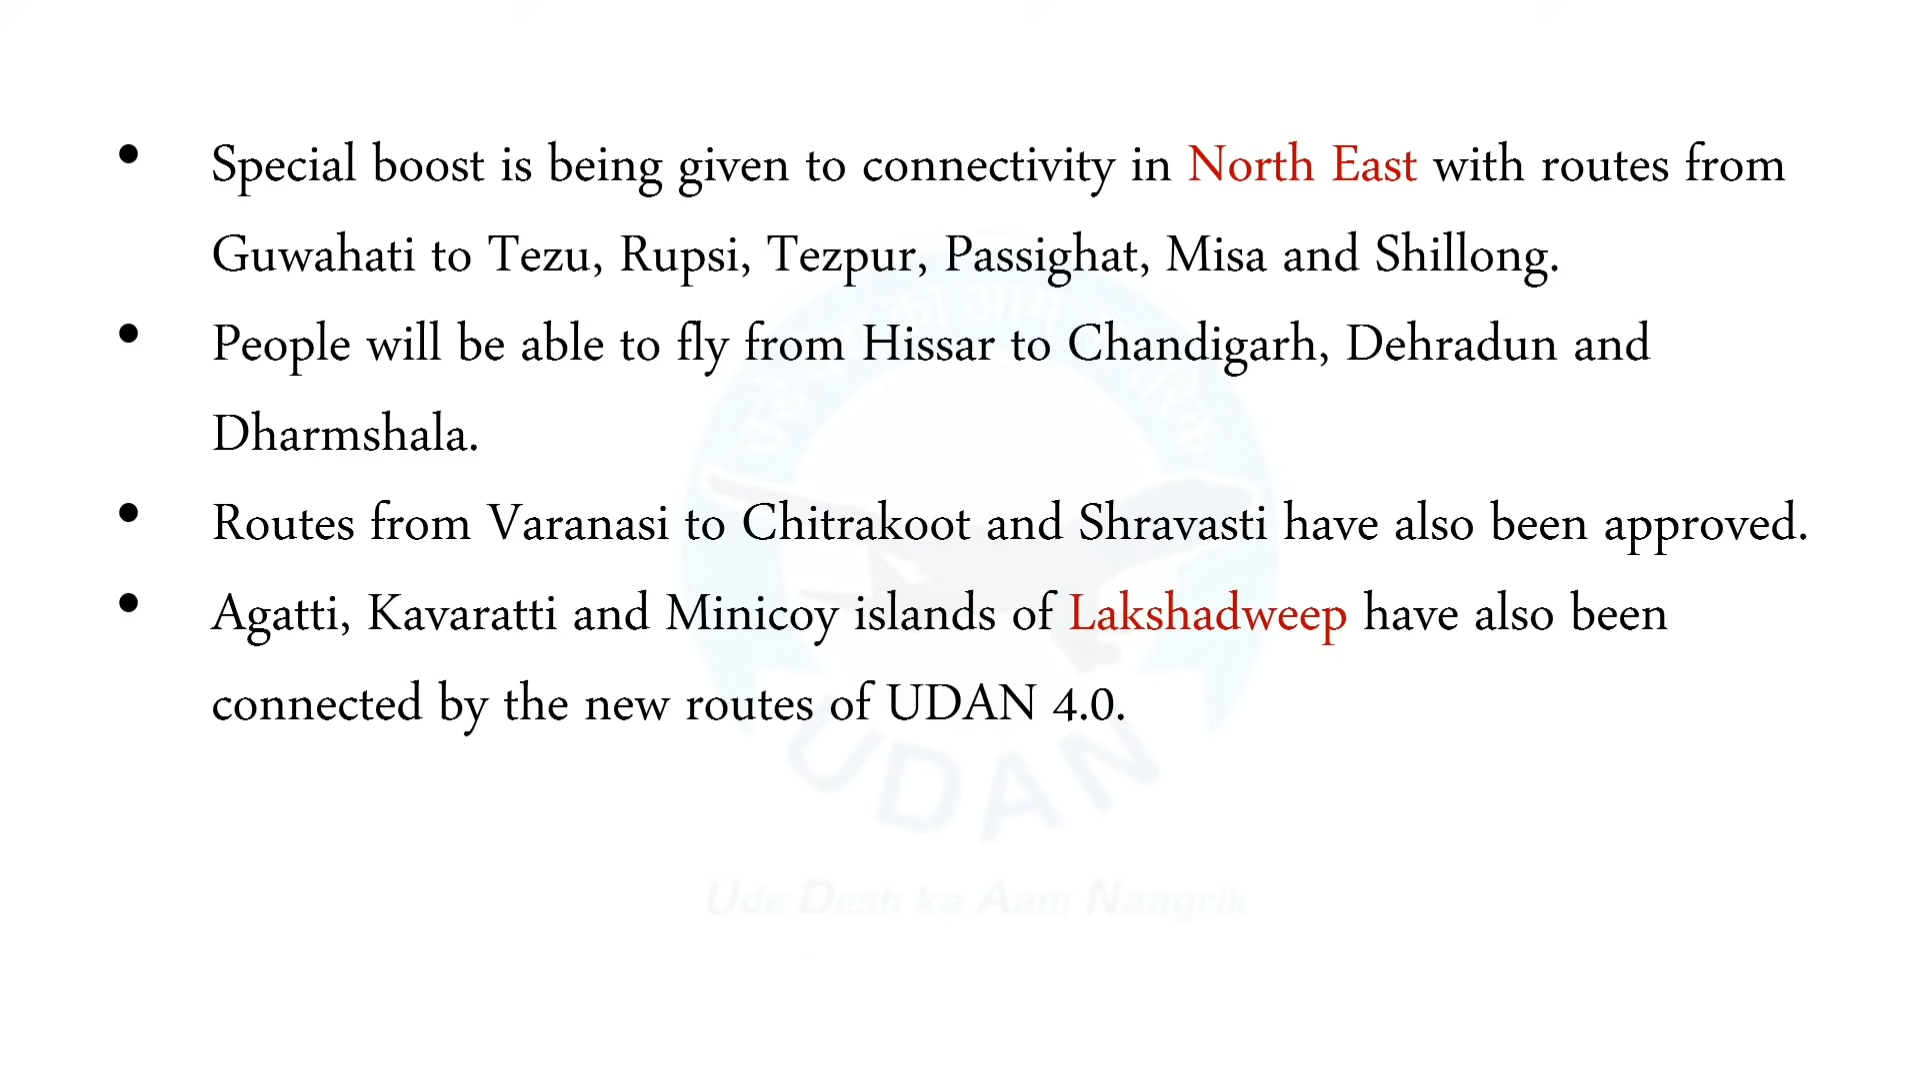 • Special boost is being given to connectivity in North East with routes from
Guwahati to Tezu, Rupsi, Tezpur, Passighat, Misa and Shillong.
• People will be able to fly from Hissar to Chandigarh, Dehradun and
Dharmshala.
• Routes from Varanasi to Chitrakoot and Shravasti have also been approved.
• Agatti, Kavaratti and Minicoy islands of Lakshadweep have also been
connected by the new routes of UDAN 4.0.
UDAN
Ude Desh ka Aam Naagrik